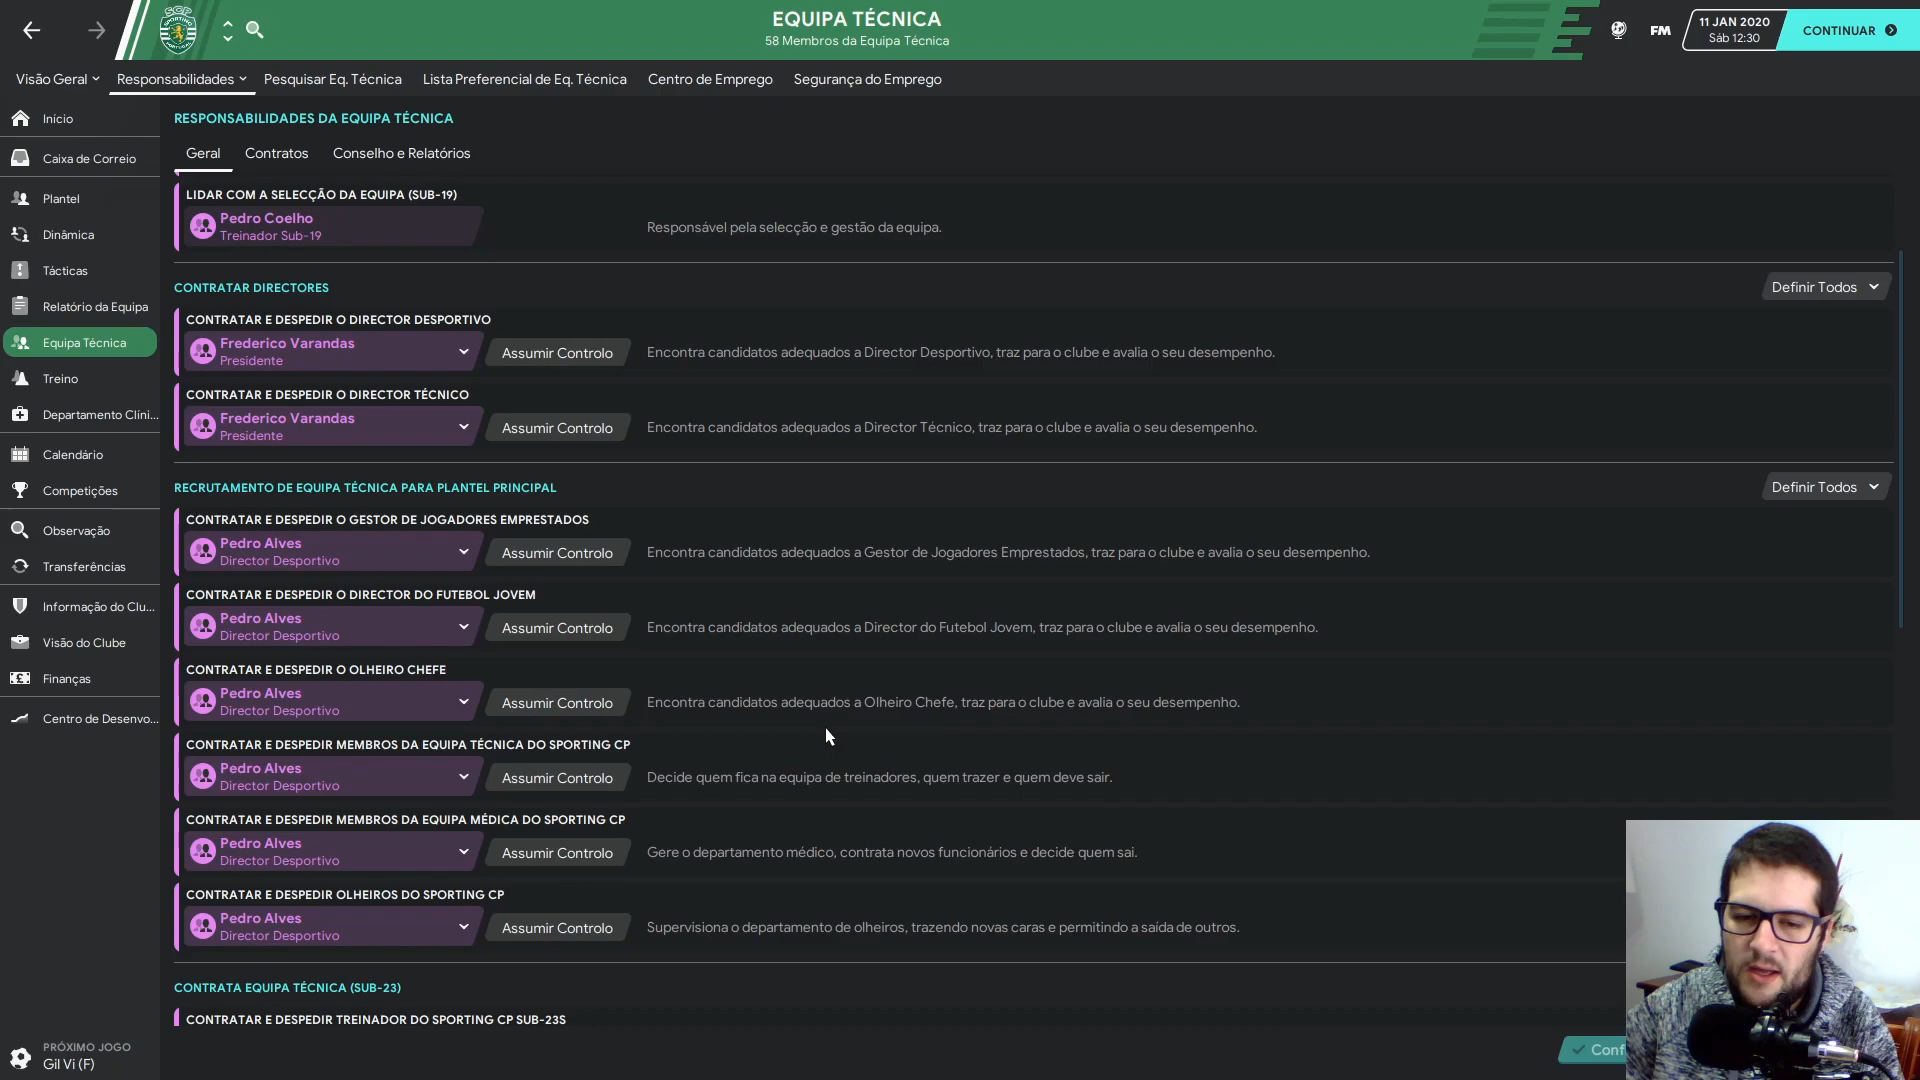 SCP
SPORTING
PORTUGAL
EQUIPA TÉCNICA
58 Membros da Equipa Técnica
FM
11 JAN 2020
Sáb 12:30
CONTINUAR
Visão Geral
Responsabilidades
Pesquisar Eq. Técnica
Lista Preferencial de Eq. Técnica
Centro de Emprego
Segurança do Emprego
Início
Caixa de Correio
Plantel
Dinâmica
Tácticas
Relatório da Equipa
Equipa Técnica
Treino
Departamento Clíni...
Calendário
Competições
Observação
Transferências
Informação do Clu...
Visão do Clube
Finanças
Centro de Desenvo...
PRÓXIMO JOGO
Gil Vi (F)
RESPONSABILIDADES DA EQUIPA TÉCNICA
Geral
Contratos
Conselho e Relatórios
LIDAR COM A SELECÇÃO DA EQUIPA (SUB-19)
Pedro Coelho
Treinador Sub-19
Responsável pela selecção e gestão da equipa.
CONTRATAR DIRECTORES
Definir Todos
CONTRATAR E DESPEDIR O DIRECTOR DESPORTIVO
Frederico Varandas
Presidente
Assumir Controlo
Encontra candidatos adequados a Director Desportivo, traz para o clube e avalia o seu desempenho.
CONTRATAR E DESPEDIR O DIRECTOR TÉCNICO
Frederico Varandas
Presidente
Assumir Controlo
Encontra candidatos adequados a Director Técnico, traz para o clube e avalia o seu desempenho.
RECRUTAMENTO DE EQUIPA TÉCNICA PARA PLANTEL PRINCIPAL
Definir Todos
CONTRATAR E DESPEDIR O GESTOR DE JOGADORES EMPRESTADOS
Pedro Alves
Director Desportivo
Assumir Controlo
Encontra candidatos adequados a Gestor de Jogadores Emprestados, traz para o clube e avalia o seu desempenho.
CONTRATAR E DESPEDIR O DIRECTOR DO FUTEBOL JOVEM
Pedro Alves
Director Desportivo
Assumir Controlo
Encontra candidatos adequados a Director do Futebol Jovem, traz para o clube e avalia o seu desempenho.
CONTRATAR E DESPEDIR O OLHEIRO CHEFE
Pedro Alves
Director Desportivo
Assumir Controlo
Encontra candidatos adequados a Olheiro Chefe, traz para o clube e avalia o seu desempenho.
CONTRATAR E DESPEDIR MEMBROS DA EQUIPA TÉCNICA DO SPORTING CP
Pedro Alves
Director Desportivo
Assumir Controlo
Decide quem fica na equipa de treinadores, quem trazer e quem deve sair.
CONTRATAR E DESPEDIR MEMBROS DA EQUIPA MÉDICA DO SPORTING CP
Pedro Alves
Director Desportivo
Assumir Controlo
Gere o departamento médico, contrata novos funcionários e decide quem sai.
CONTRATAR E DESPEDIR OLHEIROS DO SPORTING CP
Pedro Alves
Director Desportivo
Assumir Controlo
Supervisiona o departamento de olheiros, trazendo novas caras e permitindo a saída de outros.
CONTRATA EQUIPA TÉCNICA (SUB-23)
CONTRATAR E DESPEDIR TREINADOR DO SPORTING CP SUB-23S
Conf